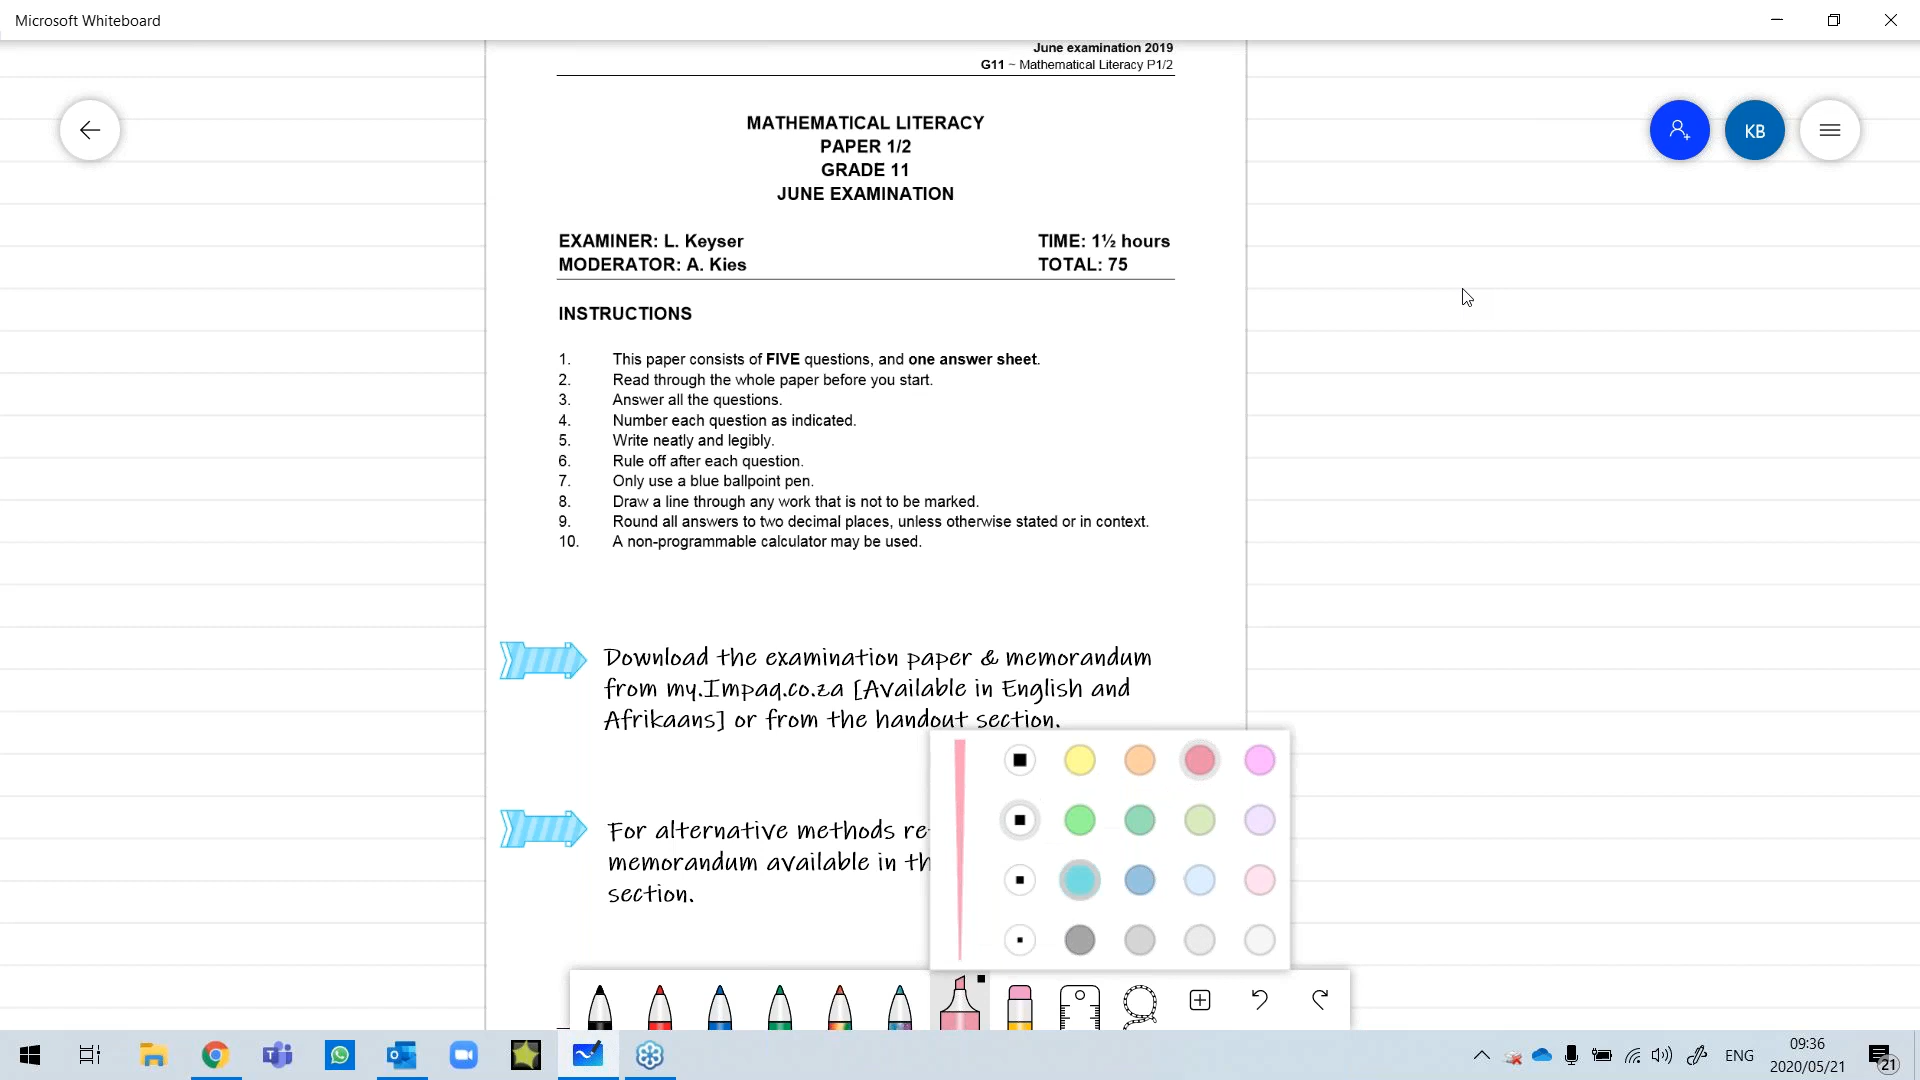 Microsoft Whiteboard
June examination 2019
G11 ~ Mathematical Literacy P1/2
MATHEMATICAL LITERACY
PAPER 1/2
GRADE 11
JUNE EXAMINATION
KB
EXAMINER: L. Keyser TIME: 1½ hours
MODERATOR: A. Kies TOTAL: 75
INSTRUCTIONS
1. This paper consists of FIVE questions, and one answer sheet.
2. Read through the whole paper before you start.
3. Answer all the questions.
4. Number each question as indicated.
5. Write neatly and legibly.
6. Rule off after each question.
7. Only use a blue ballpoint pen.
8. Draw a line through any work that is not to be marked.
9. Round all answers to two decimal places, unless otherwise stated or in context.
10. A non-programmable calculator may be used.
Download the examination paper & memorandum
from my.Impaq.co.za [Available in English and
Afrikaans] or from the handout section.
For alternative methods
memorandum available in
section.
ENG
09:36
2020/05/21
21